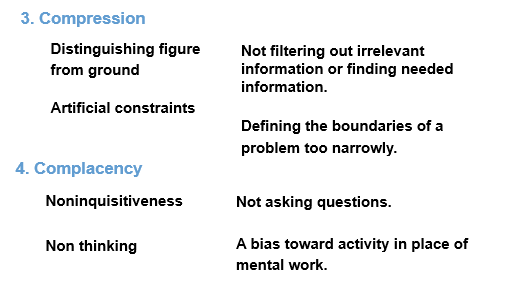 3. Compression
Distinguishing figure
from ground
Not filtering out irrelevant
information or finding needed
information.
Artificial constraints
Defining the boundaries of a
problem too narrowly.
4. Complacency
Noninquisitiveness
Not asking questions.
Non thinking
A bias toward activity in place of
mental work.